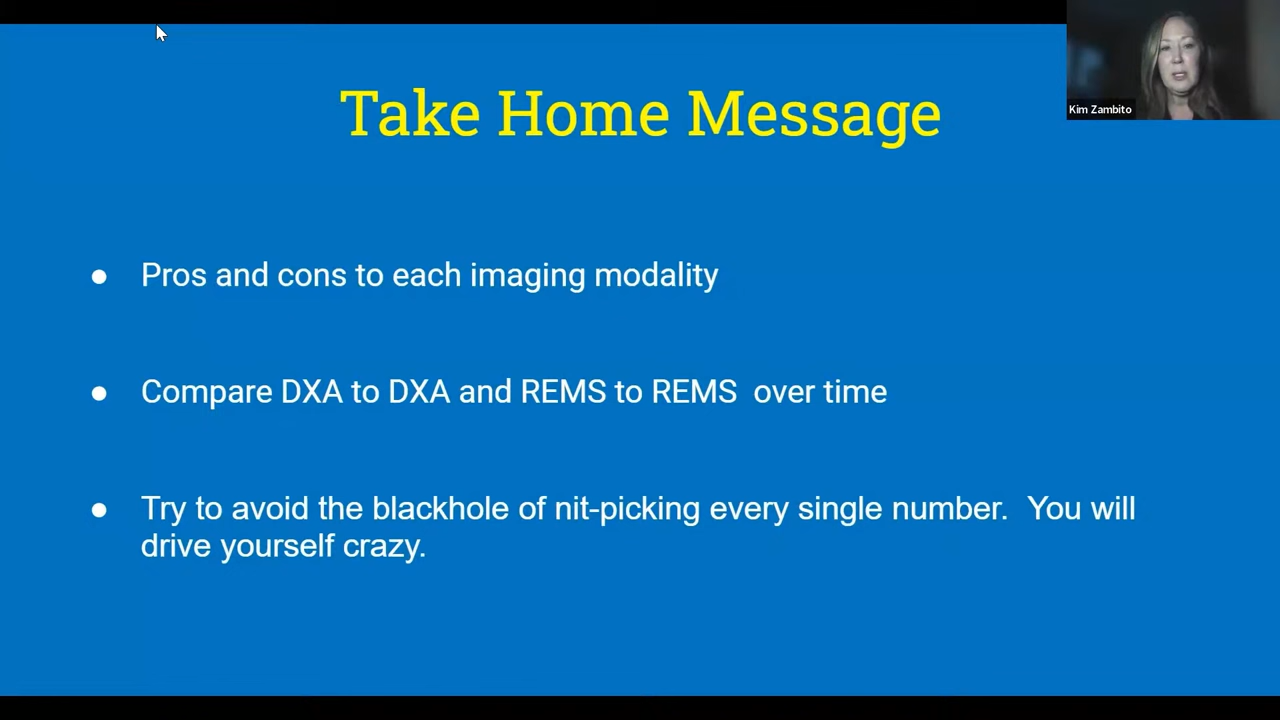 Take Home Message
Kim Zambito
● Pros and cons to each imaging modality
● Compare DXA to DXA and REMS to REMS  over time
● Try to avoid the blackhole of nit-picking every single number.  You will
drive yourself crazy.